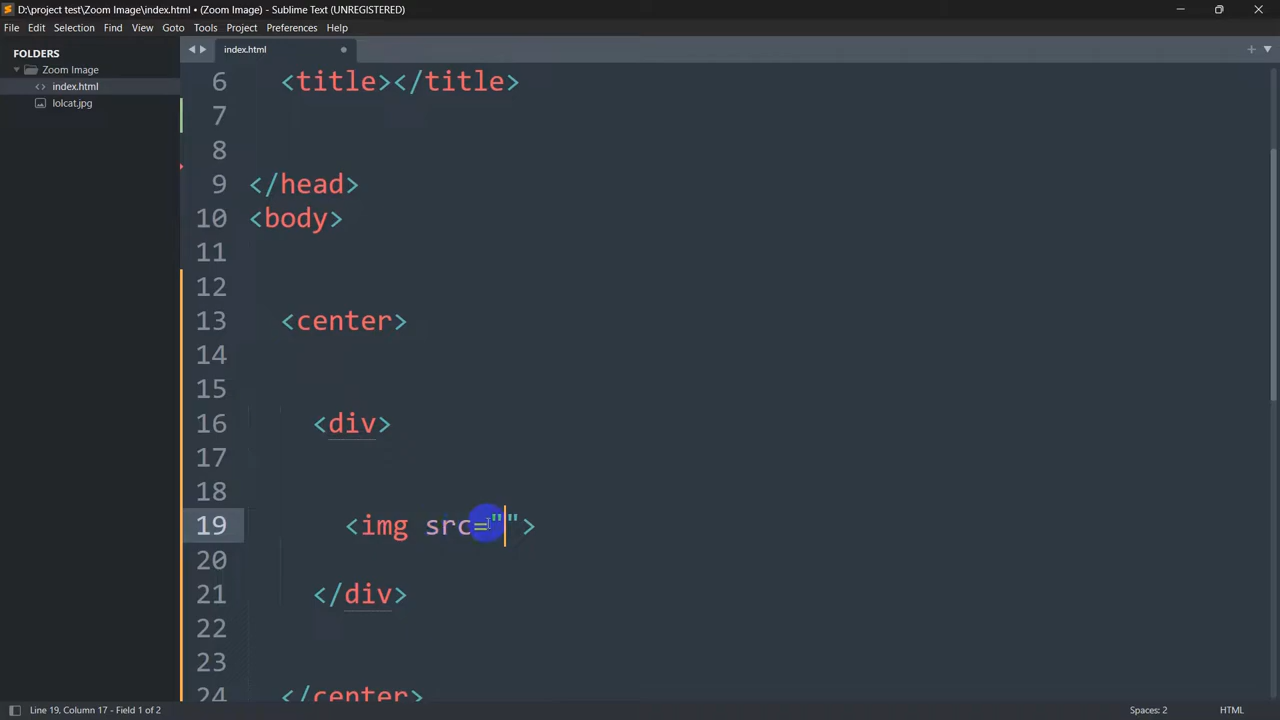 D:\project test\Zoom Image\index.html • (Zoom Image) - Sublime Text (UNREGISTERED)
File Edit Selection Find View Goto Tools Project Preferences Help
FOLDERS
Zoom Image
index.html
lolcat.jpg
index.html
6 <title></title>
7
8
9 </head>
10 <body>
11
12
13 <center>
14
15
16 <div>
17
18
19 <img src="">
20
21 </div>
22
23
24 </center>
Line 19, Column 17 - Field 1 of 2
Spaces: 2
HTML